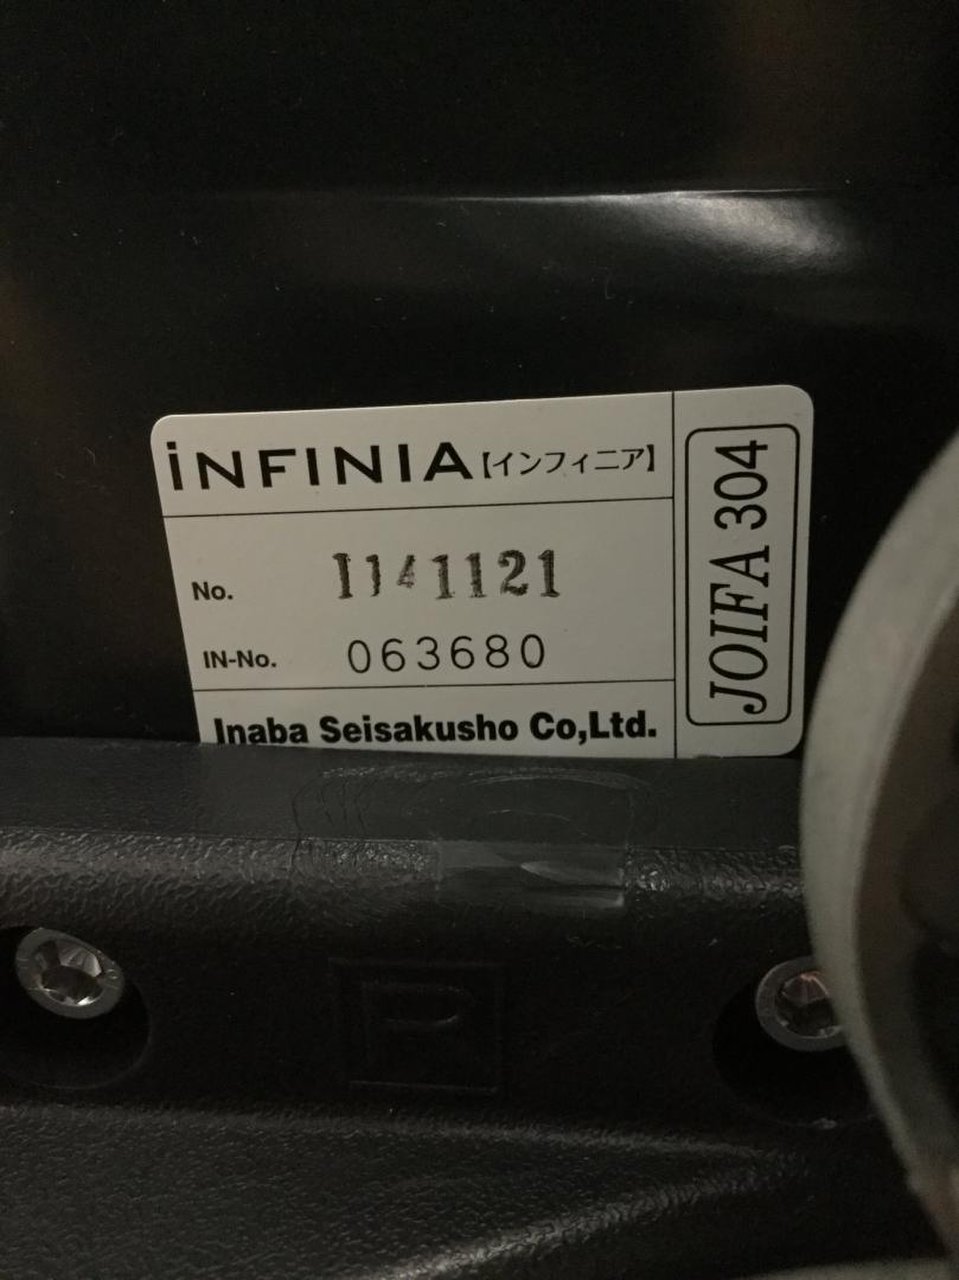 iNFINIA【インフィニア】
No. 1141121
IN-No. 063680
Inaba Seisakusho Co,Ltd.
JOIFA 304
R